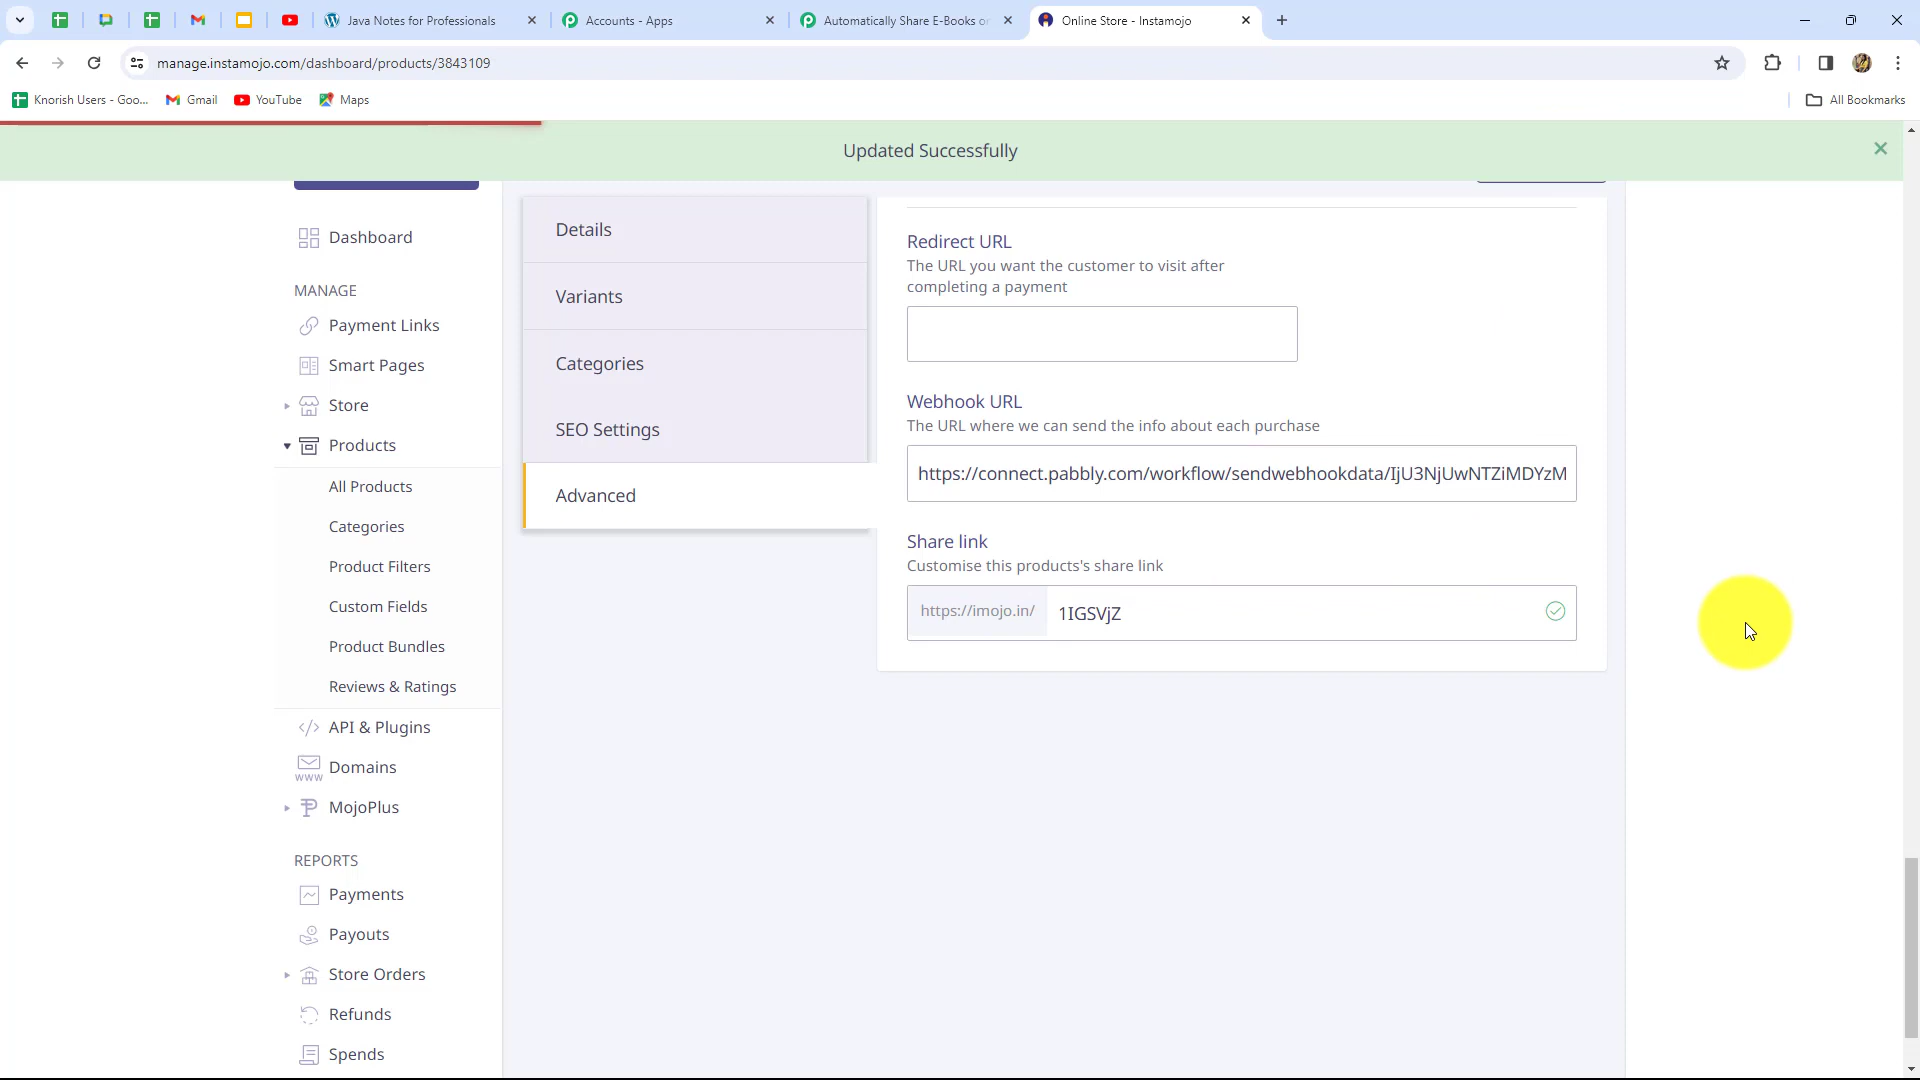 Java Notes for Professionals
Accounts - Apps
Automatically Share E-Books on
Online Store - Instamojo
manage.instamojo.com/dashboard/products/3843109
Knorish Users - Goo...
Gmail
YouTube
Maps
All Bookmarks
Updated Successfully
Dashboard
MANAGE
Payment Links
Smart Pages
Store
Products
All Products
Categories
Product Filters
Custom Fields
Product Bundles
Reviews & Ratings
API & Plugins
WWW
Domains
MojoPlus
REPORTS
Payments
Payouts
Store Orders
Refunds
Spends
Details
Variants
Categories
SEO Settings
Advanced
Redirect URL
The URL you want the customer to visit after
completing a payment
Webhook URL
The URL where we can send the info about each purchase
https://connect.pabbly.com/workflow/sendwebhookdata/IjU3NjUwNTZiMDYzM
Share link
Customise this products's share link
https://imojo.in/
1IGSVjZ